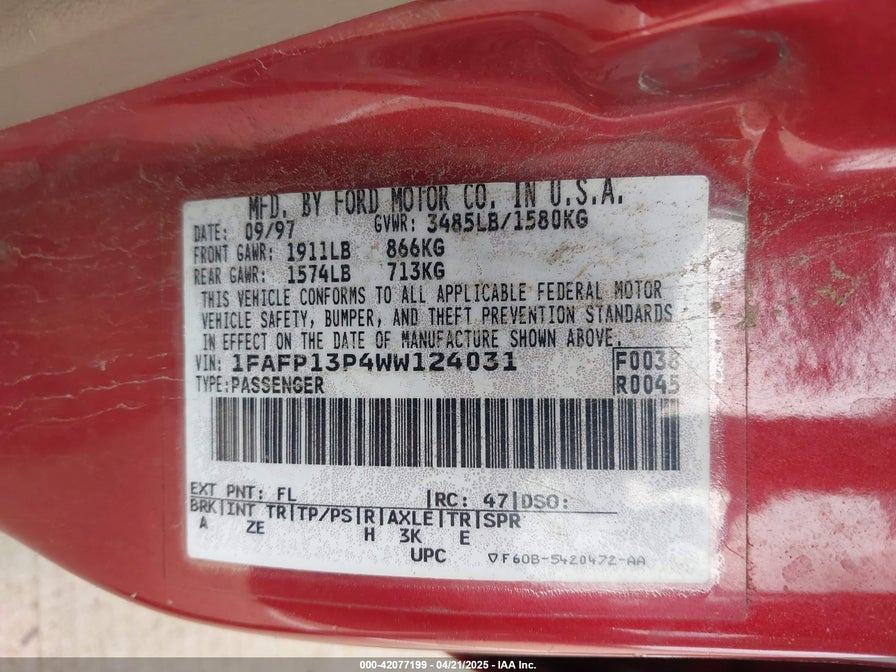 MFD. BY FORD MOTOR CO. IN U.S.A.
DATE: 09/97 GVWR: 3485LB/1580KG
FRONT GAWR: 1911LB 866KG
REAR GAWR: 1574LB 713KG
THIS VEHICLE CONFORMS TO ALL APPLICABLE FEDERAL MOTOR
VEHICLE SAFETY, BUMPER, AND THEFT PREVENTION STANDARDS
IN EFFECT ON THE DATE OF MANUFACTURE SHOWN ABOVE.
VIN: 1FAFP13P4WW124031 F0038
TYPE: PASSENGER R0045
EXT PNT: FL |RC: 47|DSO:
BRK|INT TR|TP/PS|R|AXLE|TR|SPR
A ZE H 3K E
UPC ▽F60B-5420472-AA
000-42077199 - 04/21/2025 - IAA Inc.